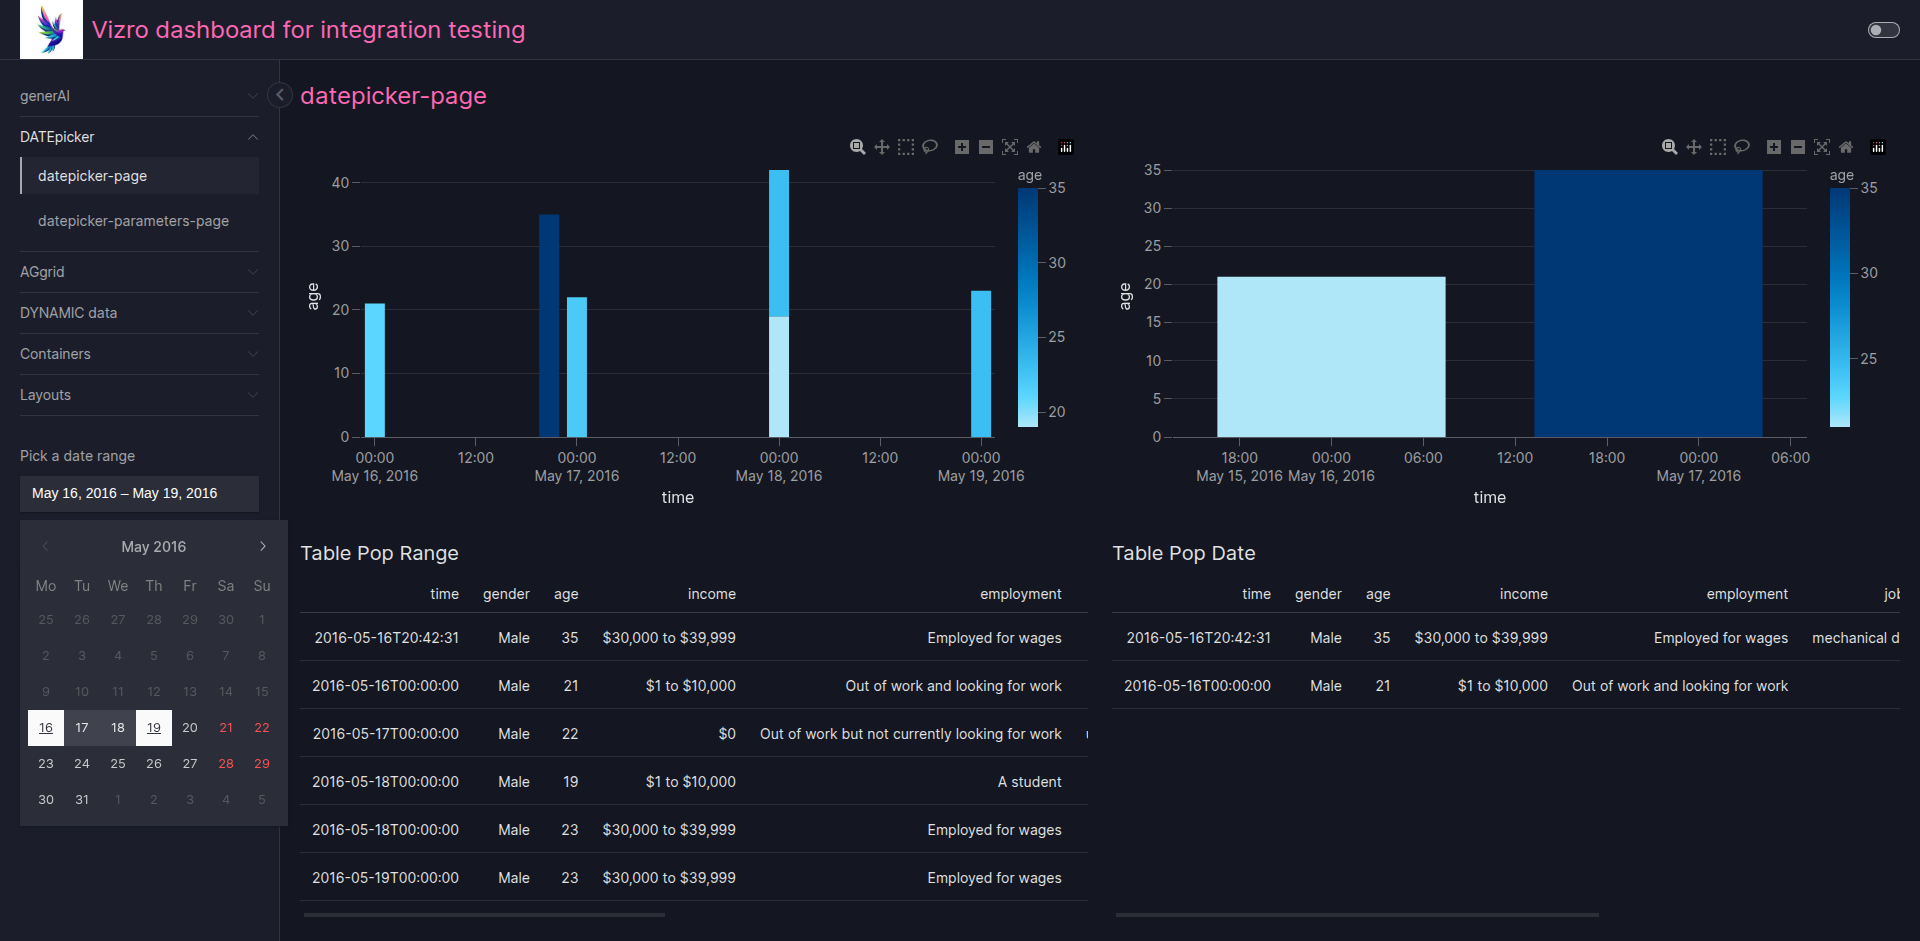 Vizro dashboard for integration testing
generAI
DATEpicker
datepicker-page
datepicker-parameters-page
AGgrid
DYNAMIC data
Containers
Layouts
Pick a date range
May 16, 2016 – May 19, 2016
May 2016
Mo Tu We Th Fr Sa Su
25 26 27 28 29 30 1
2 3 4 5 6 7 8
9 10 11 12 13 14 15
16 17 18 19 20 21 22
23 24 25 26 27 28 29
30 31 1 2 3 4 5
datepicker-page
age
40
30
20
10
0
age
35
30
25
20
00:00 12:00 00:00 12:00 00:00 12:00 00:00
May 16, 2016 May 17, 2016 May 18, 2016 May 19, 2016
time
age
35
30
25
20
15
10
5
0
age
35
30
25
18:00 00:00 06:00 12:00 18:00 00:00 06:00
May 15, 2016 May 16, 2016 May 17, 2016
time
Table Pop Range
time gender age income employment
2016-05-16T20:42:31 Male 35 $30,000 to $39,999 Employed for wages
2016-05-16T00:00:00 Male 21 $1 to $10,000 Out of work and looking for work
2016-05-17T00:00:00 Male 22 $0 Out of work but not currently looking for work
2016-05-18T00:00:00 Male 19 $1 to $10,000 A student
2016-05-18T00:00:00 Male 23 $30,000 to $39,999 Employed for wages
2016-05-19T00:00:00 Male 23 $30,000 to $39,999 Employed for wages
Table Pop Date
time gender age income employment job
2016-05-16T20:42:31 Male 35 $30,000 to $39,999 Employed for wages mechanical d
2016-05-16T00:00:00 Male 21 $1 to $10,000 Out of work and looking for work